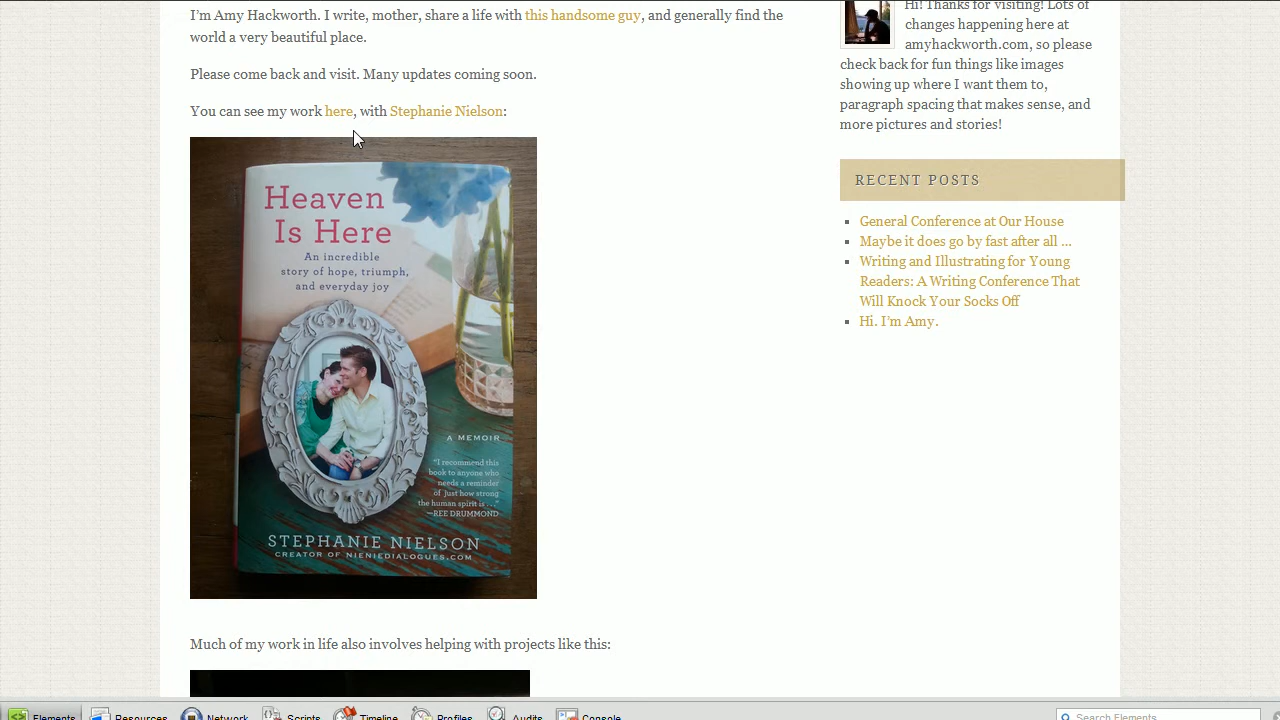 I'm Amy Hackworth. I write, mother, share a life with this handsome guy, and generally find the
world a very beautiful place.
Please come back and visit. Many updates coming soon.
You can see my work here, with Stephanie Nielson:
Heaven
Is Here
An incredible
story of hope, triumph,
and everyday joy
A MEMOIR
"I recommend this
book to anyone who
needs a reminder
of just how strong
the human spirit is . . ."
—REE DRUMMOND
STEPHANIE NIELSON
CREATOR OF NIENIEDIALOGUES.COM
Much of my work in life also involves helping with projects like this:
Hi! Thanks for visiting! Lots of
changes happening here at
amyhackworth.com, so please
check back for fun things like images
showing up where I want them to,
paragraph spacing that makes sense, and
more pictures and stories!
RECENT POSTS
General Conference at Our House
Maybe it does go by fast after all ...
Writing and Illustrating for Young
Readers: A Writing Conference That
Will Knock Your Socks Off
Hi. I'm Amy.
Elements Resources Network Scripts Timeline Profiles Audits Console Search Elements